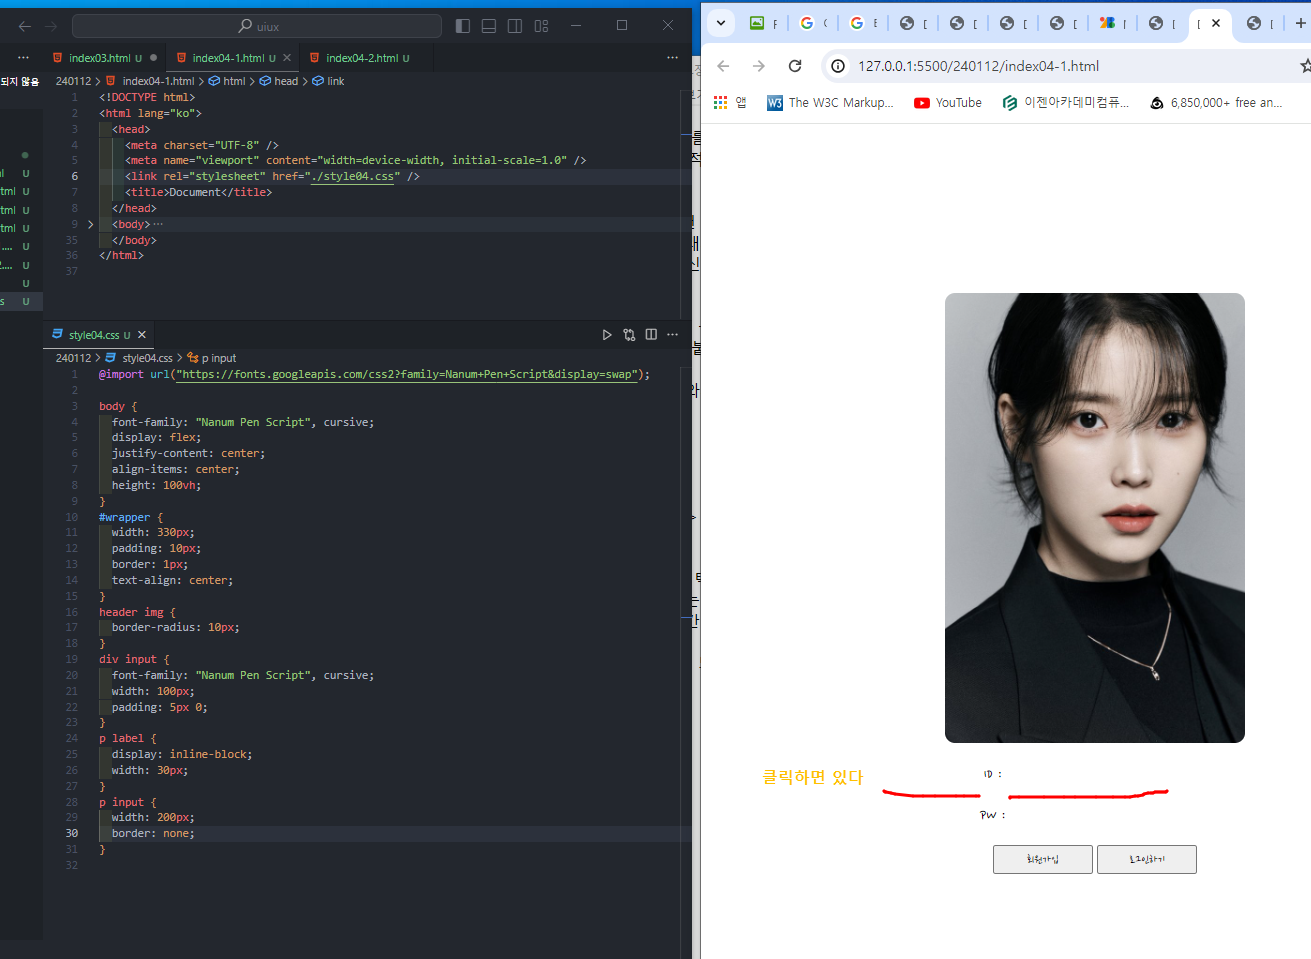 uiux
index03.html U
index04-1.html U
index04-2.html U
되지 않음
240112 > index04-1.html > html > head > link
1 <!DOCTYPE html>
2 <html lang="ko">
3 <head>
4 <meta charset="UTF-8" />
5 <meta name="viewport" content="width=device-width, initial-scale=1.0" />
6 <link rel="stylesheet" href="./style04.css" />
7 <title>Document</title>
8 </head>
9 <body>…
35 </body>
36 </html>
37
U
tml U
tml U
tml U
U
U
U
s U
style04.css U
240112 > style04.css > p input
1 @import url("https://fonts.googleapis.com/css2?family=Nanum+Pen+Script&display=swap");
2
3 body {
4 font-family: "Nanum Pen Script", cursive;
5 display: flex;
6 justify-content: center;
7 align-items: center;
8 height: 100vh;
9 }
10 #wrapper {
11 width: 330px;
12 padding: 10px;
13 border: 1px;
14 text-align: center;
15 }
16 header img {
17 border-radius: 10px;
18 }
19 div input {
20 font-family: "Nanum Pen Script", cursive;
21 width: 100px;
22 padding: 5px 0;
23 }
24 p label {
25 display: inline-block;
26 width: 30px;
27 }
28 p input {
29 width: 200px;
30 border: none;
31 }
32
127.0.0.1:5500/240112/index04-1.html
앱
The W3C Markup...
YouTube
이젠아카데미컴퓨...
6,850,000+ free an...
클릭하면 있다
ID :
PW :
회원가입
로그인하기